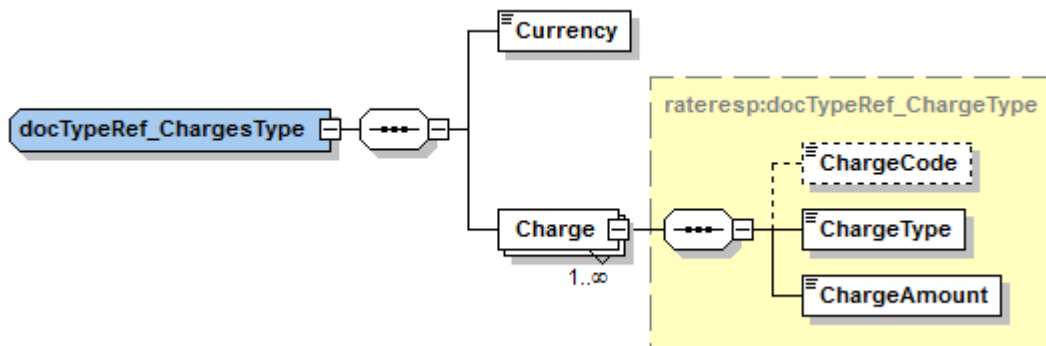 Currency
rateresp:docTypeRef_ChargeType
docTypeRef_ChargesType
ChargeCode
Charge
ChargeType
1..∞
ChargeAmount